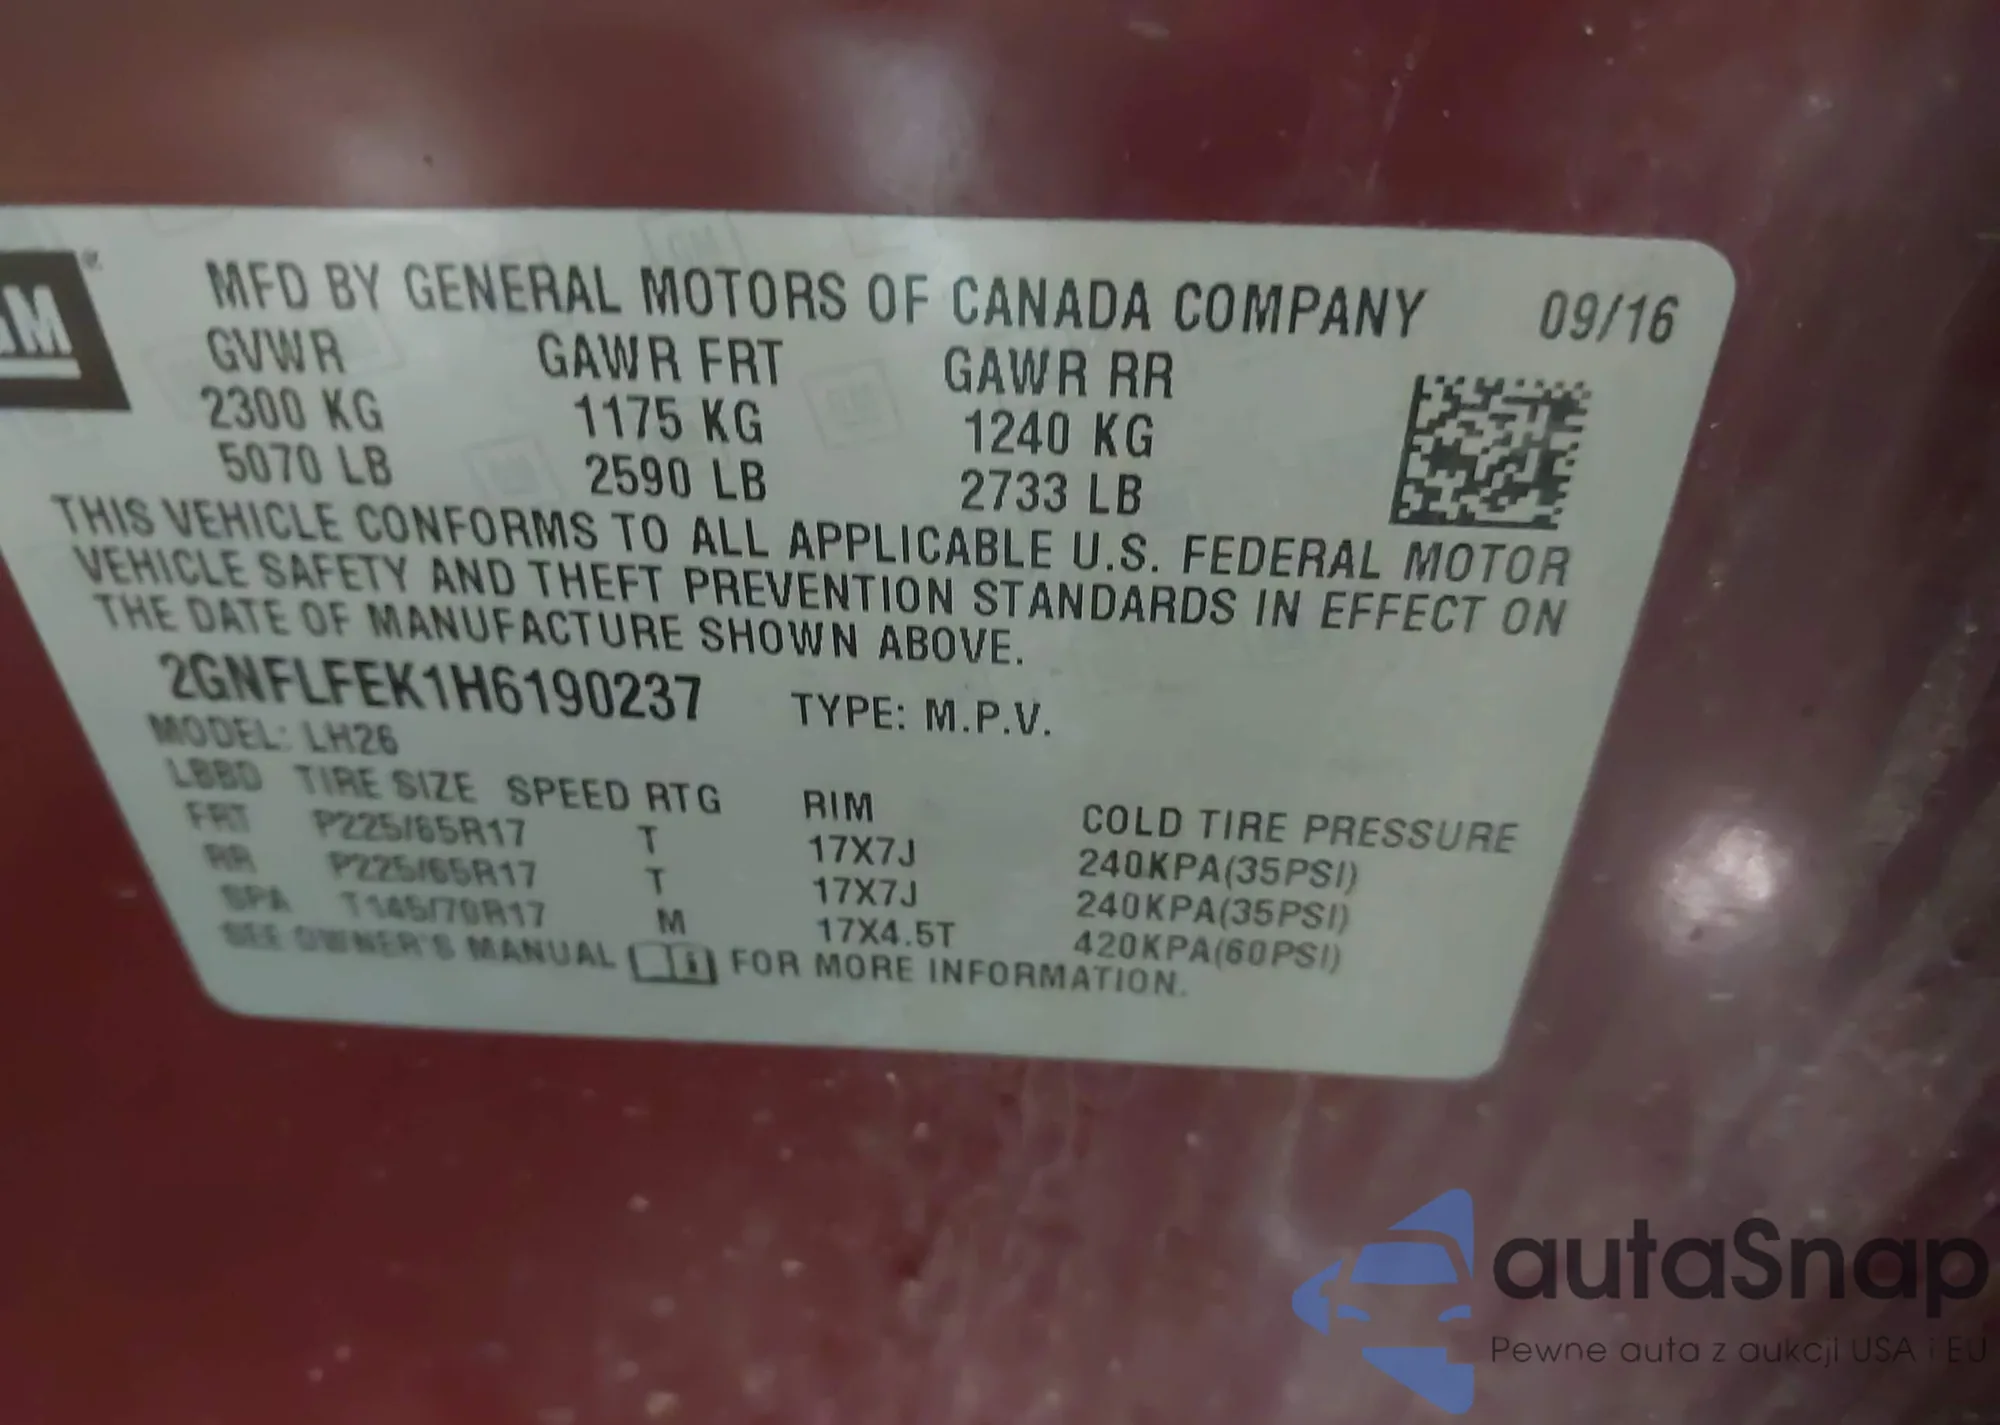 GM
MFD BY GENERAL MOTORS OF CANADA COMPANY 09/16
GVWR GAWR FRT GAWR RR
2300 KG 1175 KG 1240 KG
5070 LB 2590 LB 2733 LB
THIS VEHICLE CONFORMS TO ALL APPLICABLE U.S. FEDERAL MOTOR
VEHICLE SAFETY AND THEFT PREVENTION STANDARDS IN EFFECT ON
THE DATE OF MANUFACTURE SHOWN ABOVE.
2GNFLFEK1H6190237 TYPE: M.P.V.
MODEL: LH26
LBBD TIRE SIZE SPEED RTG RIM COLD TIRE PRESSURE
FRT P225/65R17 T 17X7J 240KPA(35PSI)
RR P225/65R17 T 17X7J 240KPA(35PSI)
SPA T145/70R17 M 17X4.5T 420KPA(60PSI)
SEE OWNER'S MANUAL FOR MORE INFORMATION.
autaSnap
Pewne auta z aukcji USA i EU